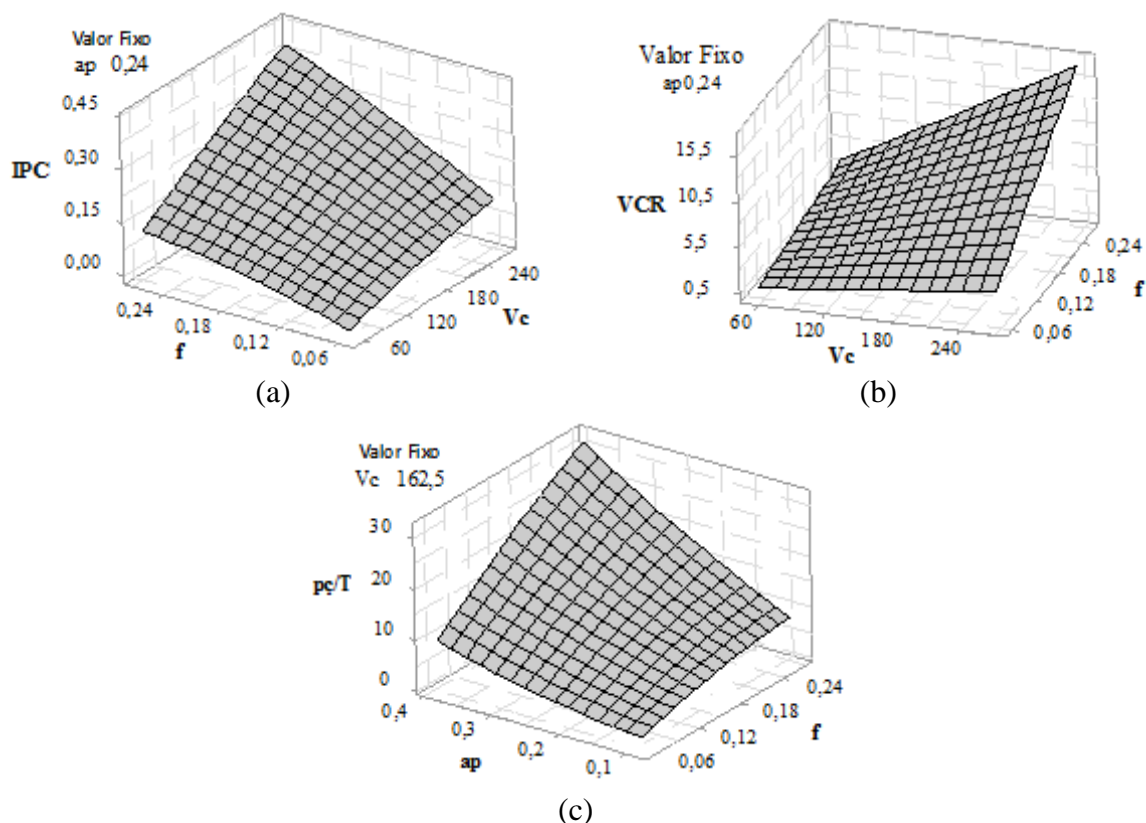 Valor Fixo
ap 0,24
0,45
0,30
IPC
0,15
0,00
0,24
0,18
0,12
0,06
f
60
120
180
240
Vc
(a)
Valor Fixo
ap0,24
15,5
VCR
10,5
5,5
0,5
60
120
180
240
Vc
0,24
0,18
0,12
0,06
f
(b)
Valor Fixo
Vc 162,5
30
pç/T
20
10
0
0,4
0,3
0,2
0,1
ap
0,24
0,18
0,12
0,06
f
(c)